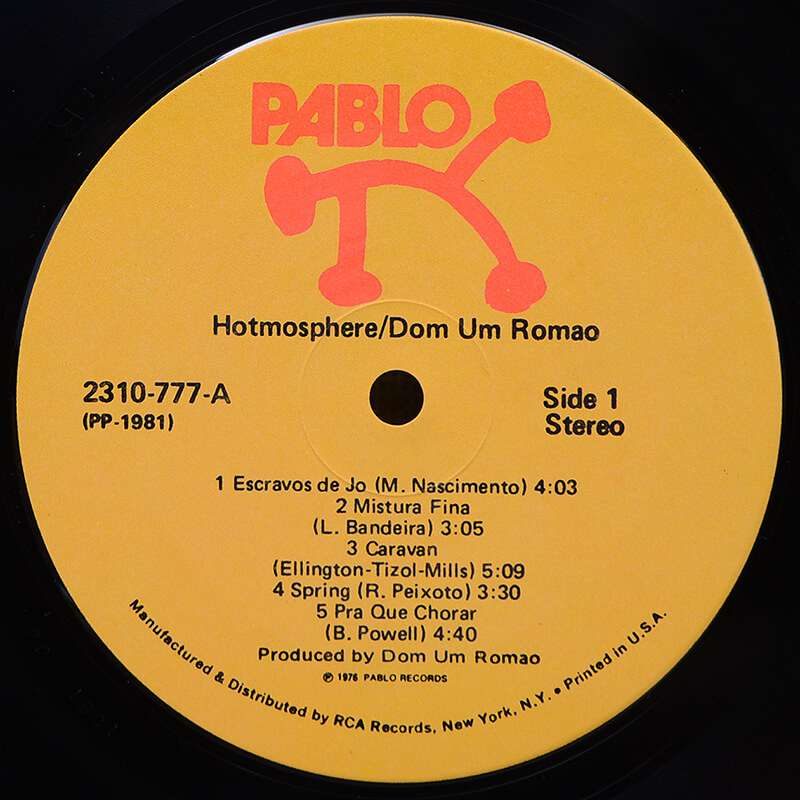 PABLO
Hotmosphere/Dom Um Romao
2310-777-A
(PP-1981)
Side 1
Stereo
1 Escravos de Jo (M. Nascimento) 4:03
2 Mistura Fina
(L. Bandeira) 3:05
3 Caravan
(Ellington-Tizol-Mills) 5:09
4 Spring (R. Peixoto) 3:30
5 Pra Que Chorar
(B. Powell) 4:40
Produced by Dom Um Romao
℗ 1976 PABLO RECORDS
Manufactured & Distributed by RCA Records, New York, N.Y. • Printed in U.S.A.